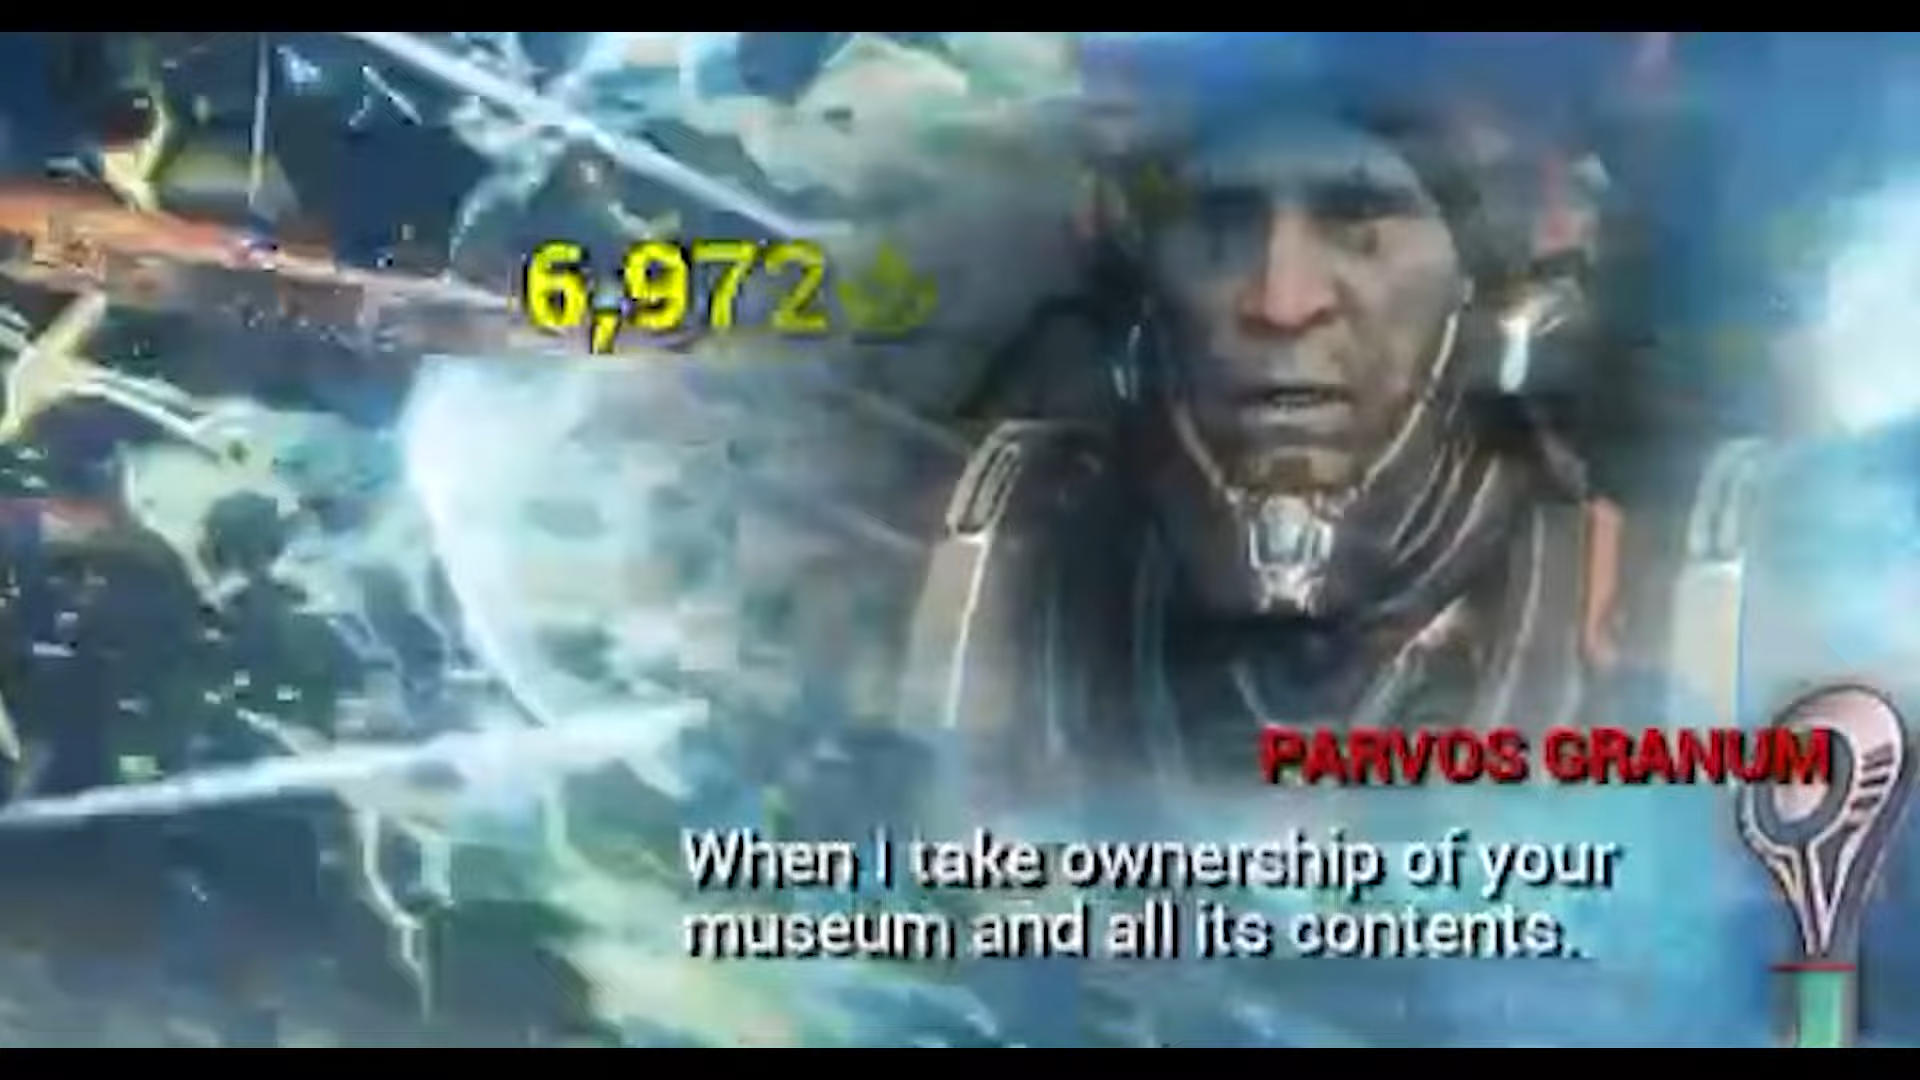 6,972
PARVOS GRANUM
When I take ownership of your
museum and all its contents.